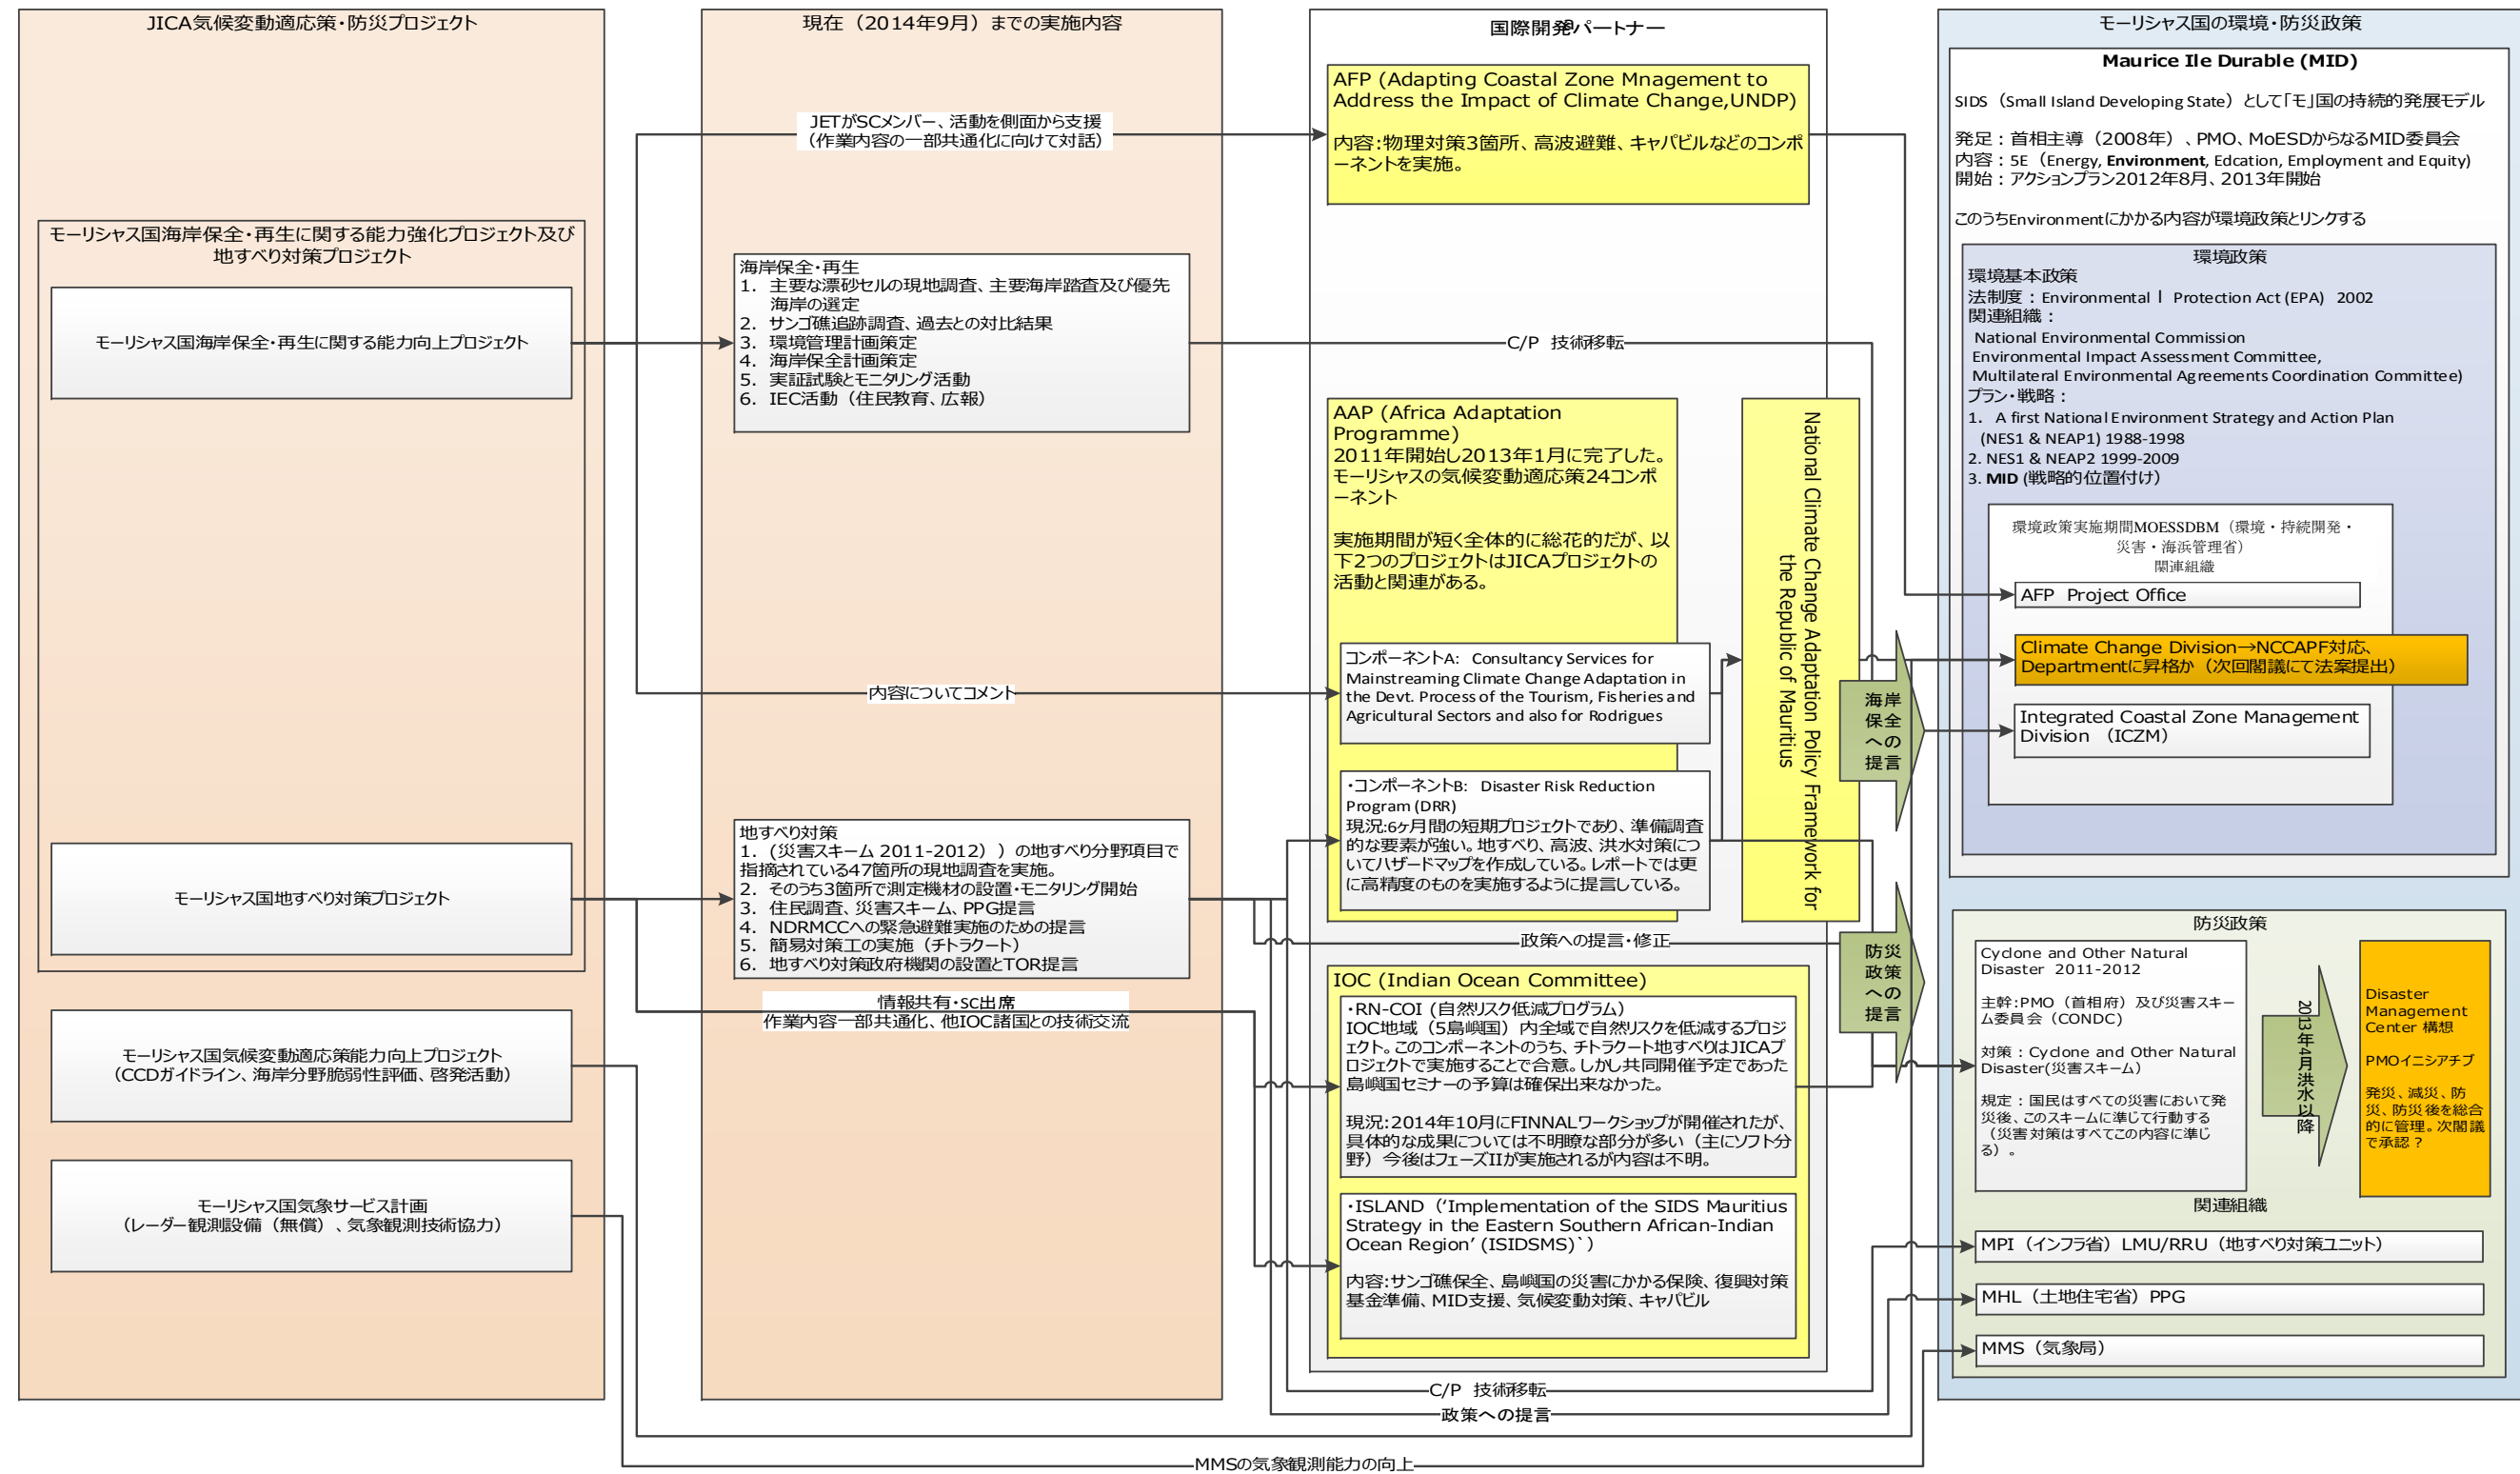 JICA気候変動適応策・防災プロジェクト
モーリシャス国海岸保全・再生に関する能力強化プロジェクト及び
地すべり対策プロジェクト
モーリシャス国海岸保全・再生に関する能力向上プロジェクト
モーリシャス国地すべり対策プロジェクト
モーリシャス国気候変動適応策能力向上プロジェクト
（CCDガイドライン、海岸分野脆弱性評価、啓発活動）
モーリシャス国気象サービス計画
（レーダー観測設備（無償）、気象観測技術協力）
現在（2014年9月）までの実施内容
JETがSCメンバー、活動を側面から支援
（作業内容の一部共通化に向けて対話）
海岸保全・再生
1. 主要な漂砂セルの現地調査、主要海岸踏査及び優先
海岸の選定
2. サンゴ礁追跡調査、過去との対比結果
3. 環境管理計画策定
4. 海岸保全計画策定
5. 実証試験とモニタリング活動
6. IEC活動（住民教育、広報）
内容についてコメント
地すべり対策
1. (災害スキーム 2011-2012)）の地すべり分野項目で
指摘されている47箇所の現地調査を実施。
2. そのうち3箇所で測定機材の設置・モニタリング開始
3. 住民調査、災害スキーム、PPG提言
4. NDRMCCへの緊急避難実施のための提言
5. 簡易対策工の実施（チトラクート）
6. 地すべり対策政府機関の設置とTOR提言
情報共有・SC出席
作業内容一部共通化、他IOC諸国との技術交流
国際開発パートナー
AFP (Adapting Coastal Zone Mnagement to
Address the Impact of Climate Change,UNDP)
内容:物理対策3箇所、高波避難、キャパビルなどのコンポ
ーネントを実施。
C/P 技術移転
AAP (Africa Adaptation
Programme)
2011年開始し2013年1月に完了した。
モーリシャスの気候変動適応策24コンポ
ーネント
実施期間が短く全体的に総花的だが、以
下2つのプロジェクトはJICAプロジェクトの
活動と関連がある。
コンポーネントA: Consultancy Services for
Mainstreaming Climate Change Adaptation in
the Devt. Process of the Tourism, Fisheries and
Agricultural Sectors and also for Rodrigues
・コンポーネントB: Disaster Risk Reduction
Program (DRR)
現況:6ヶ月間の短期プロジェクトであり、準備調査
的な要素が強い。地すべり、高波、洪水対策につ
いてハザードマップを作成している。レポートでは更
に高精度のものを実施するように提言している。
National Climate Change Adaptation Policy Framework for
the Republic of Mauritius
政策への提言・修正
IOC (Indian Ocean Committee)
・RN-COI (自然リスク低減プログラム)
IOC地域（5島嶼国）内全域で自然リスクを低減するプロジ
ェクト。このコンポーネントのうち、チトラクート地すべりはJICAプ
ロジェクトで実施することで合意。しかし共同開催予定であった
島嶼国セミナーの予算は確保出来なかった。
現況:2014年10月にFINNALワークショップが開催されたが、
具体的な成果については不明瞭な部分が多い（主にソフト分
野）今後はフェーズIIが実施されるが内容は不明。
・ISLAND（‘Implementation of the SIDS Mauritius
Strategy in the Eastern Southern African-Indian
Ocean Region’ (ISIDSMS)`）
内容:サンゴ礁保全、島嶼国の災害にかかる保険、復興対策
基金準備、MID支援、気候変動対策、キャパビル
C/P 技術移転
政策への提言
MMSの気象観測能力の向上
海岸
保全
への
提言
防災
政策
への
提言
モーリシャス国の環境・防災政策
Maurice Ile Durable (MID)
SIDS（Small Island Developing State）として「モ」国の持続的発展モデル
発足：首相主導（2008年）、PMO、MoESDからなるMID委員会
内容：5E（Energy, Environment, Edcation, Employment and Equity)
開始：アクションプラン2012年8月、2013年開始
このうちEnvironmentにかかる内容が環境政策とリンクする
環境政策
環境基本政策
法制度：Environmental l Protection Act (EPA) 2002
関連組織：
National Environmental Commission
Environmental Impact Assessment Committee,
Multilateral Environmental Agreements Coordination Committee)
プラン・戦略：
1. A first National Environment Strategy and Action Plan
(NES1 & NEAP1) 1988-1998
2. NES1 & NEAP2 1999-2009
3. MID (戦略的位置付け）
環境政策実施期間MOESSDBM（環境・持続開発・
災害・海浜管理省）
関連組織
AFP Project Office
Climate Change Division→NCCAPF対応、
Departmentに昇格か（次回閣議にて法案提出）
Integrated Coastal Zone Management
Division （ICZM）
防災政策
Cyclone and Other Natural
Disaster 2011-2012
主幹:PMO（首相府）及び災害スキー
ム委員会（CONDC）
対策：Cyclone and Other Natural
Disaster(災害スキーム）
規定：国民はすべての災害において発
災後、このスキームに準じて行動する
（災害対策はすべてこの内容に準じ
る）。
2013年4月洪水以降
Disaster
Management
Center 構想
PMOイニシアチブ
発災、減災、防
災、防災後を総合
的に管理。次閣議
で承認？
関連組織
MPI（インフラ省）LMU/RRU（地すべり対策ユニット）
MHL（土地住宅省）PPG
MMS（気象局）